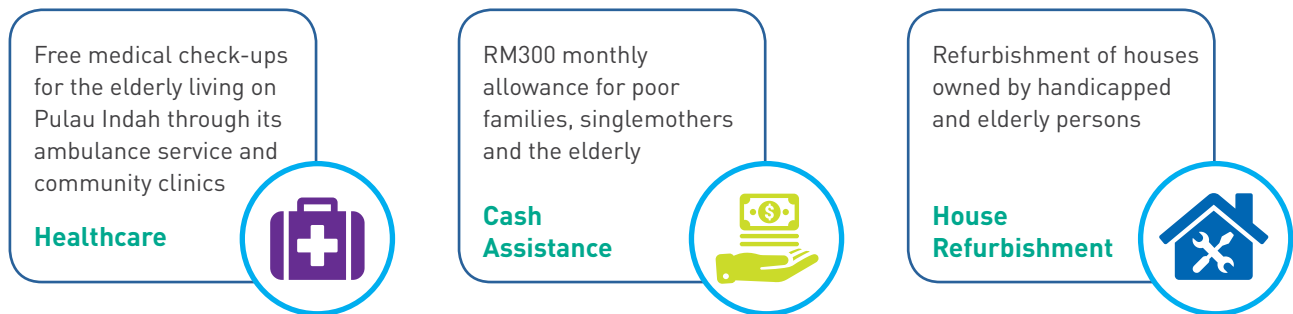 Free medical check-ups
for the elderly living on
Pulau Indah through its
ambulance service and
community clinics
Healthcare
RM300 monthly
allowance for poor
families, singlemothers
and the elderly
Cash
Assistance
Refurbishment of houses
owned by handicapped
and elderly persons
House
Refurbishment